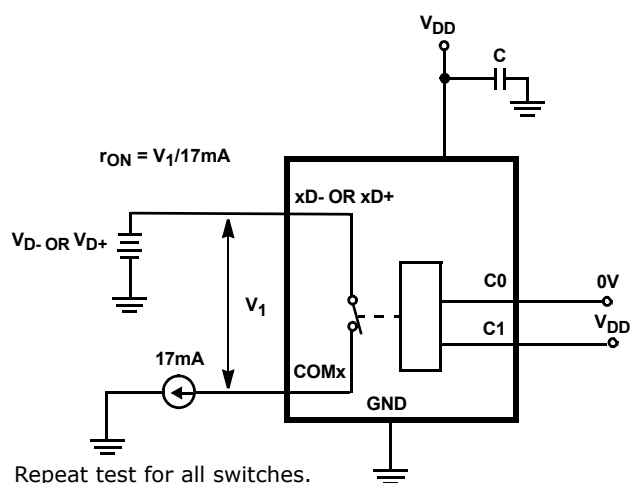 VDD
C
rON = V1/17mA
xD- OR xD+
VD- OR VD+
V1
C0
0V
C1
VDD
17mA
COMx
GND
Repeat test for all switches.